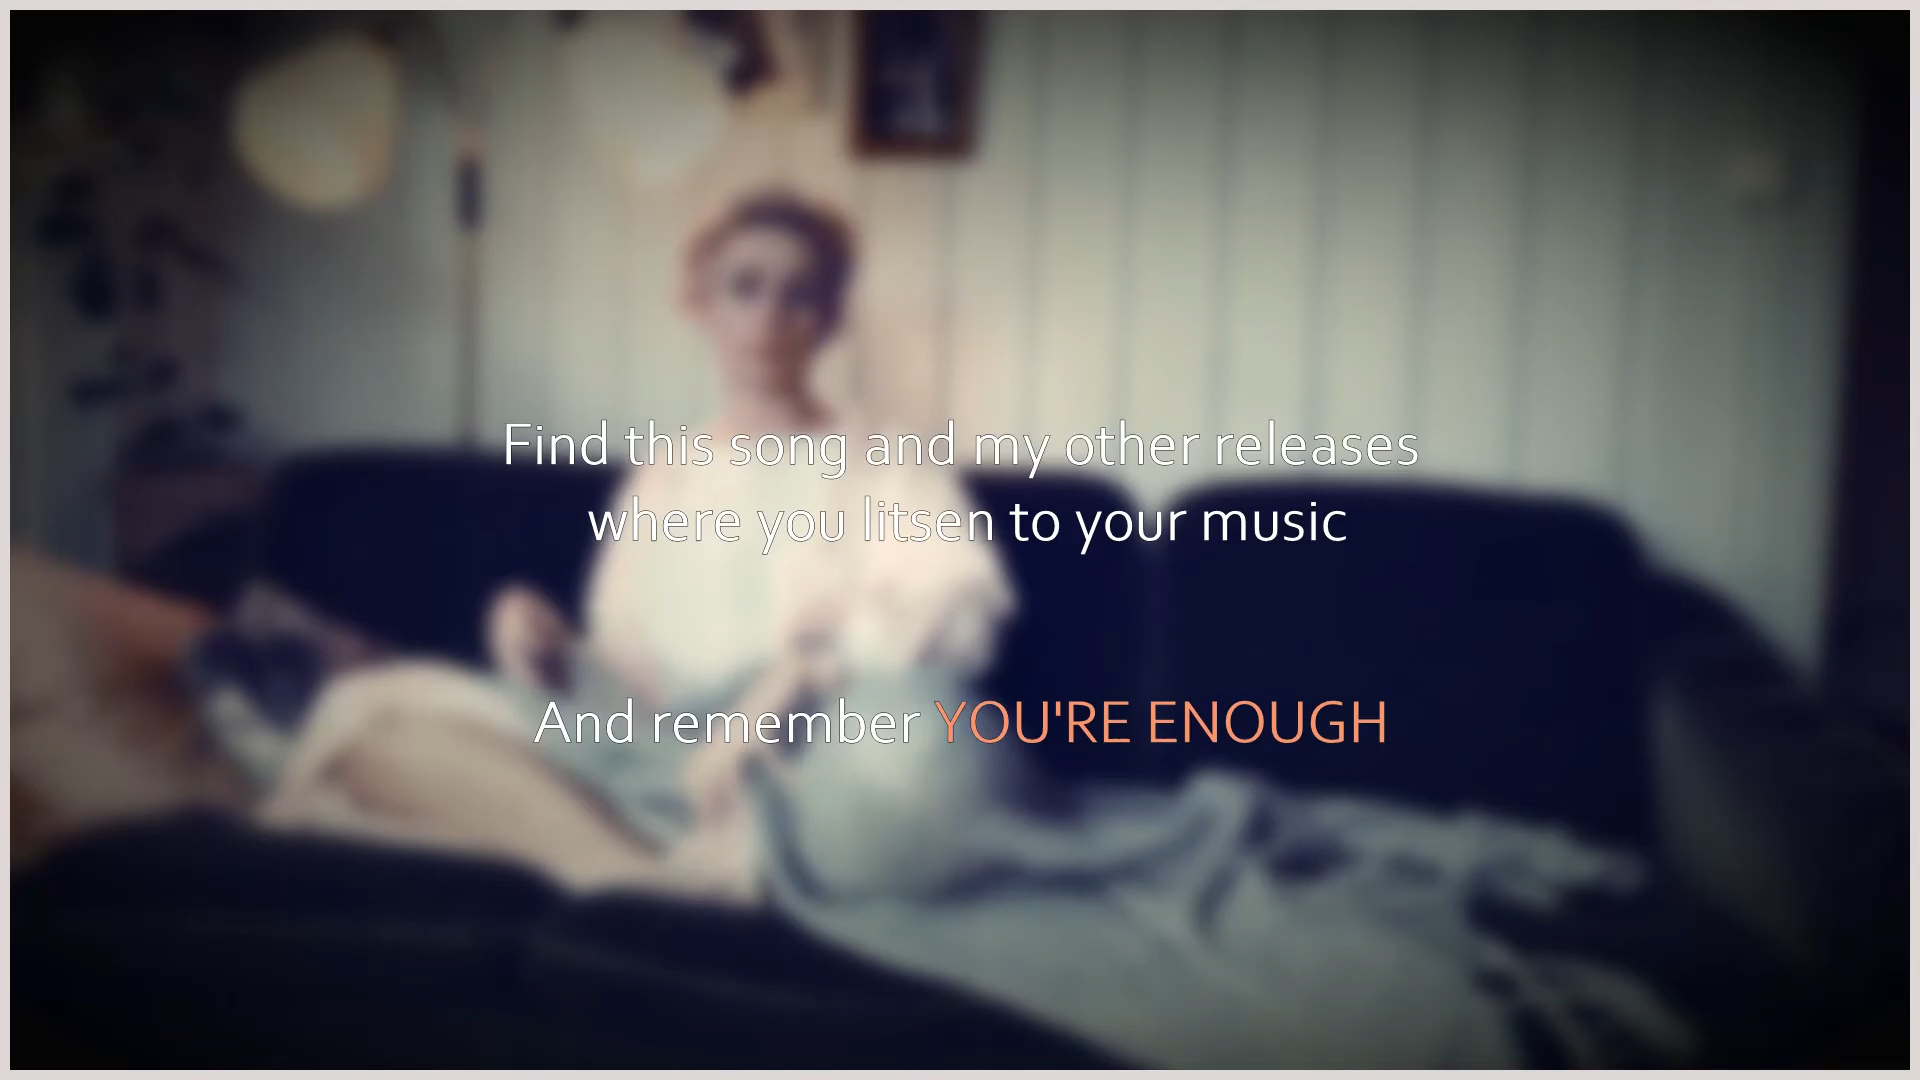 Find this song and my other releases
where you litsen to your music
And remember YOU'RE ENOUGH